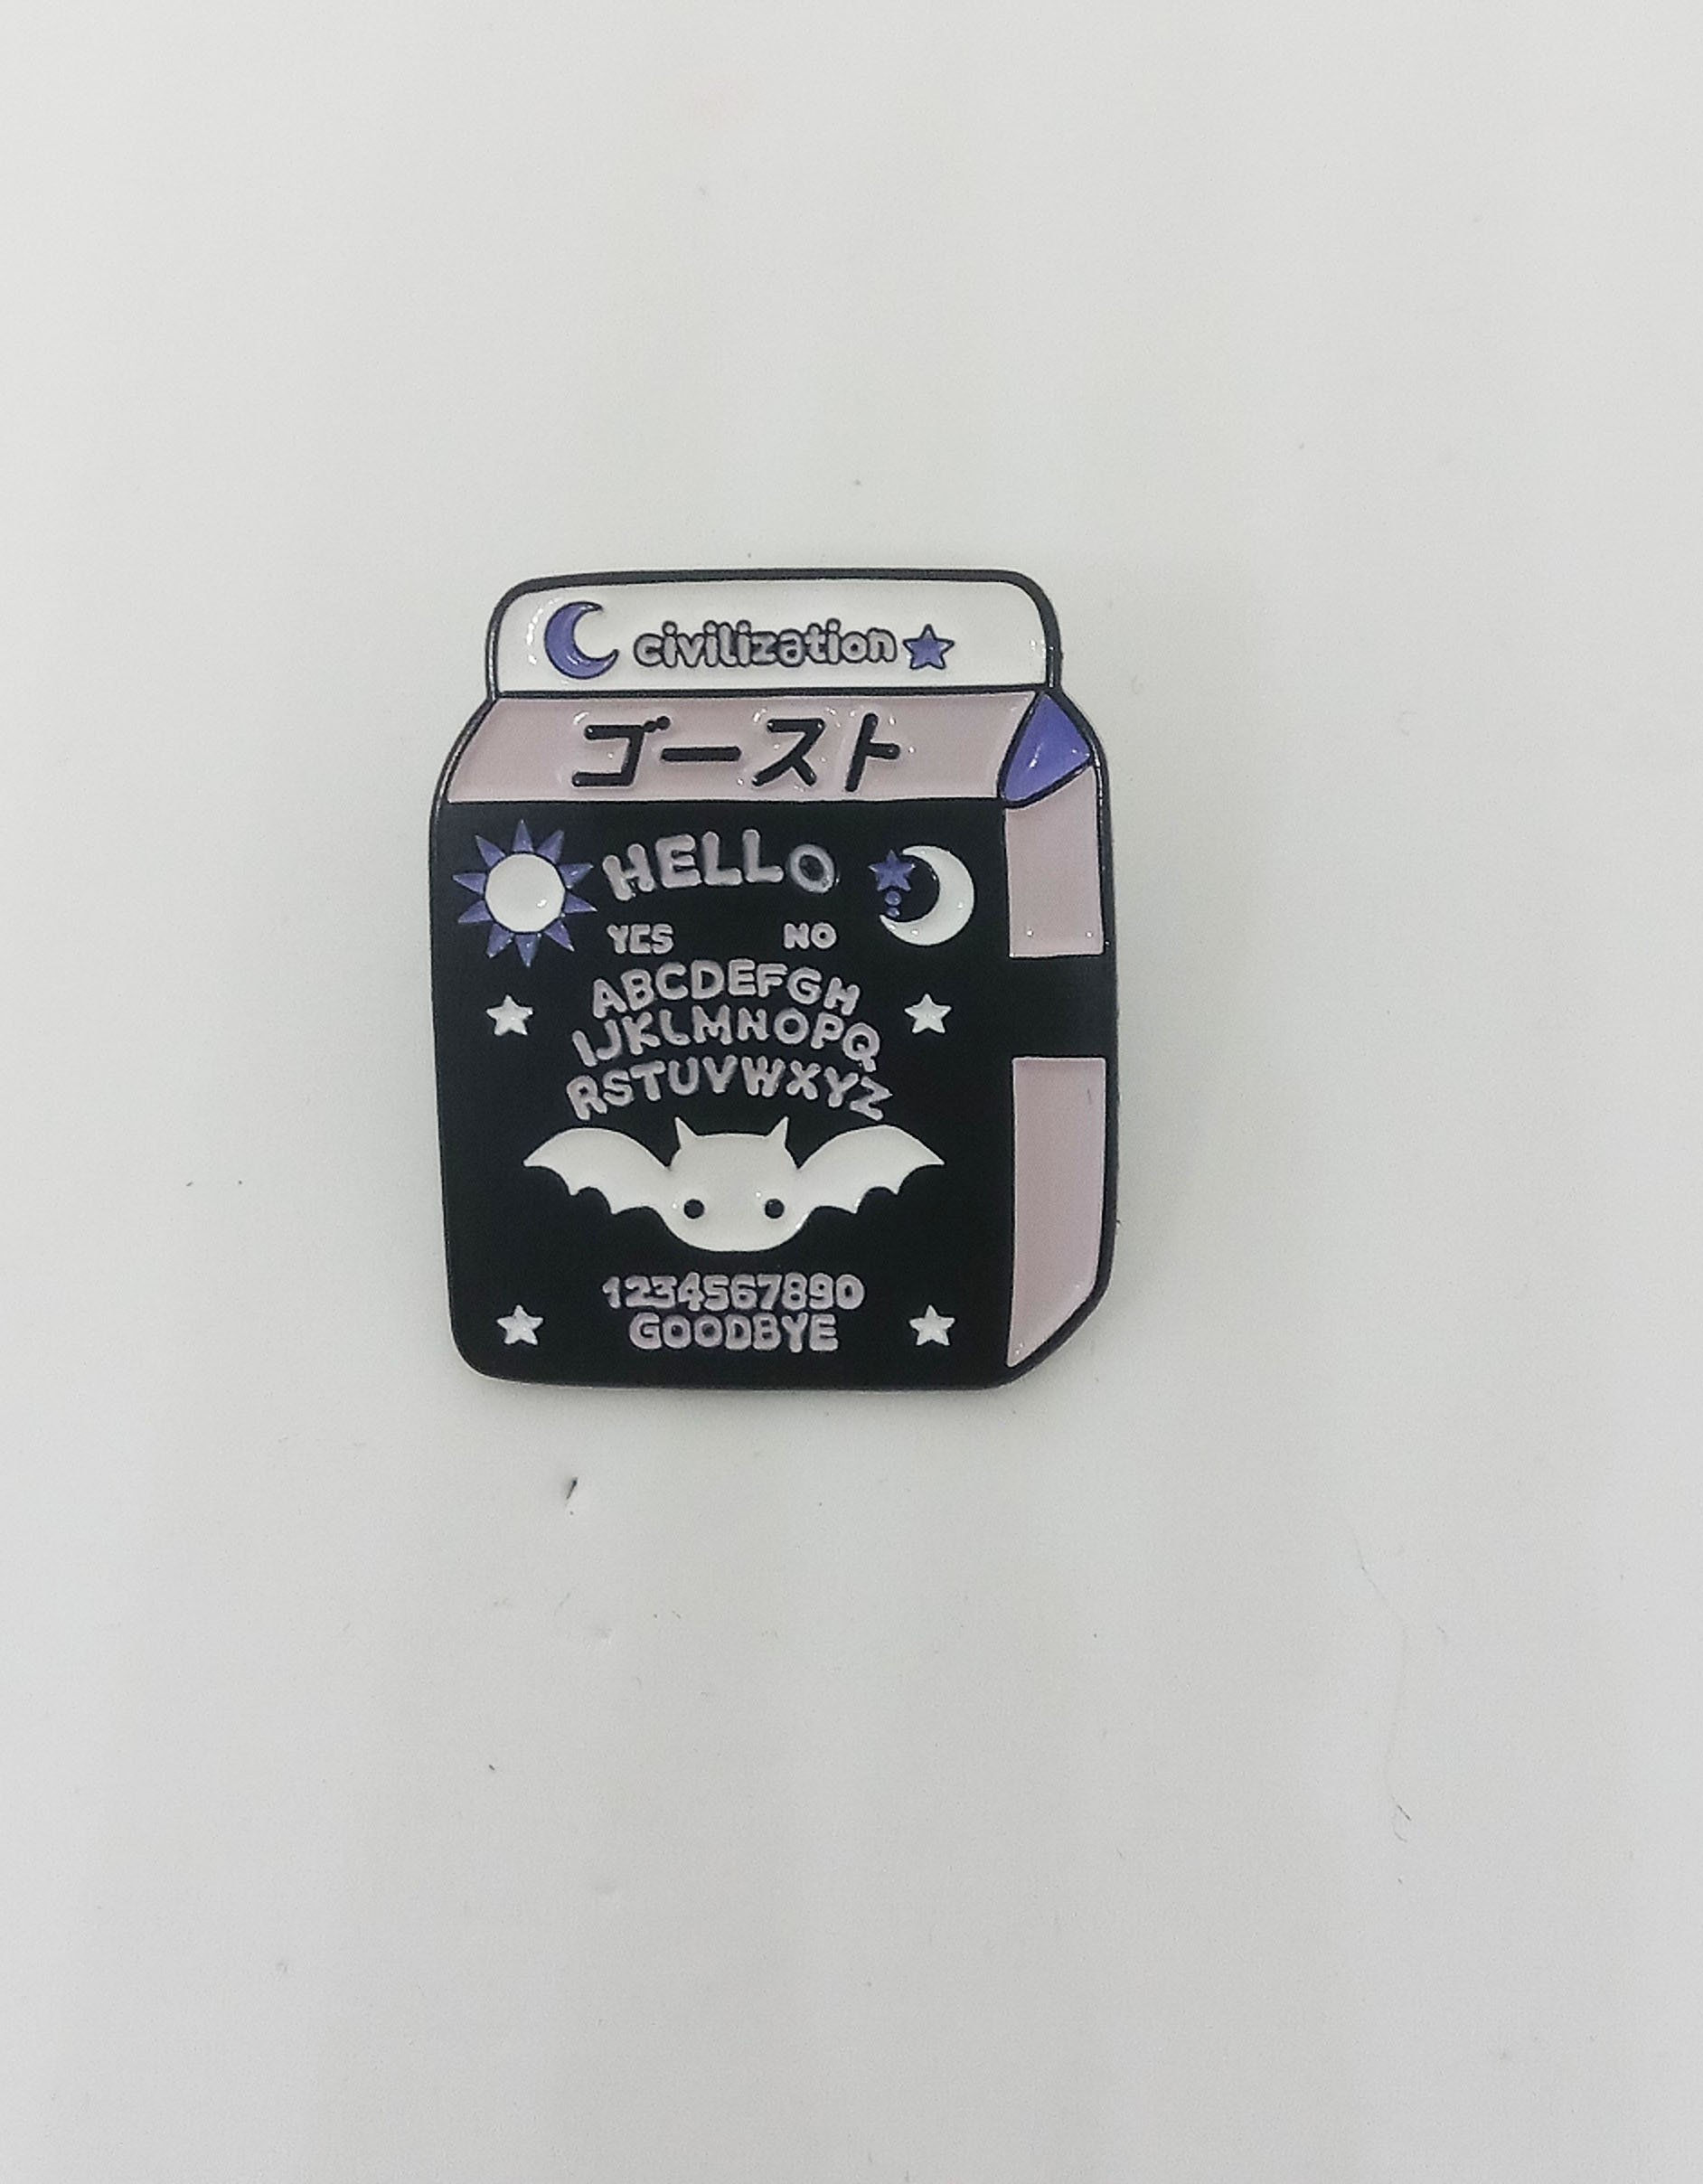 civilization
ゴースト
HELLO
YES NO
ABCDEFGH
IJKLMNOPQ
RSTUVWXYZ
1234567890
GOODBYE